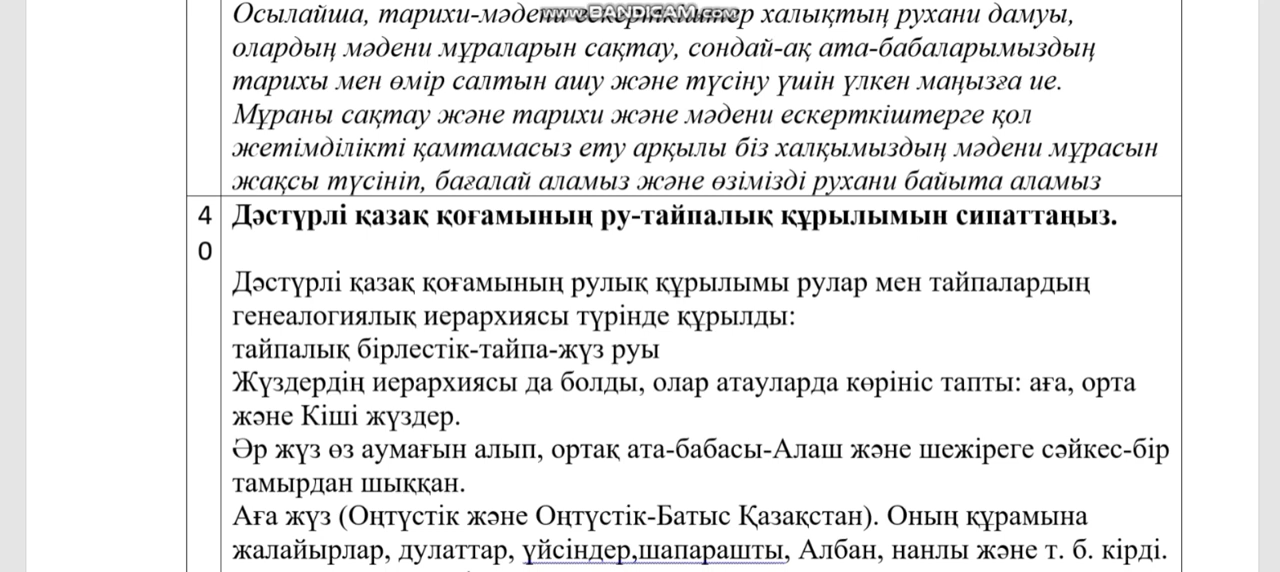 Осылайша, тарихи-мәдени ескерткіштер халықтың рухани дамуы,
www.BANDICAM.com
олардың мәдени мұраларын сақтау, сондай-ақ ата-бабаларымыздың
тарихы мен өмір салтын ашу және түсіну үшін үлкен маңызға ие.
Мұраны сақтау және тарихи және мәдени ескерткіштерге қол
жетімділікті қамтамасыз ету арқылы біз халқымыздың мәдени мұрасын
жақсы түсініп, бағалай аламыз және өзімізді рухани байыта аламыз
40 Дәстүрлі қазақ қоғамының ру-тайпалық құрылымын сипаттаңыз.
Дәстүрлі қазақ қоғамының рулық құрылымы рулар мен тайпалардың
генеалогиялық иерархиясы түрінде құрылды:
тайпалық бірлестік-тайпа-жүз руы
Жүздердің иерархиясы да болды, олар атауларда көрініс тапты: аға, орта
және Кіші жүздер.
Әр жүз өз аумағын алып, ортақ ата-бабасы-Алаш және шежіреге сәйкес-бір
тамырдан шыққан.
Аға жүз (Оңтүстік және Оңтүстік-Батыс Қазақстан). Оның құрамына
жалайырлар, дулаттар, үйсіндер,шапарашты, Албан, нанлы және т. б. кірді.